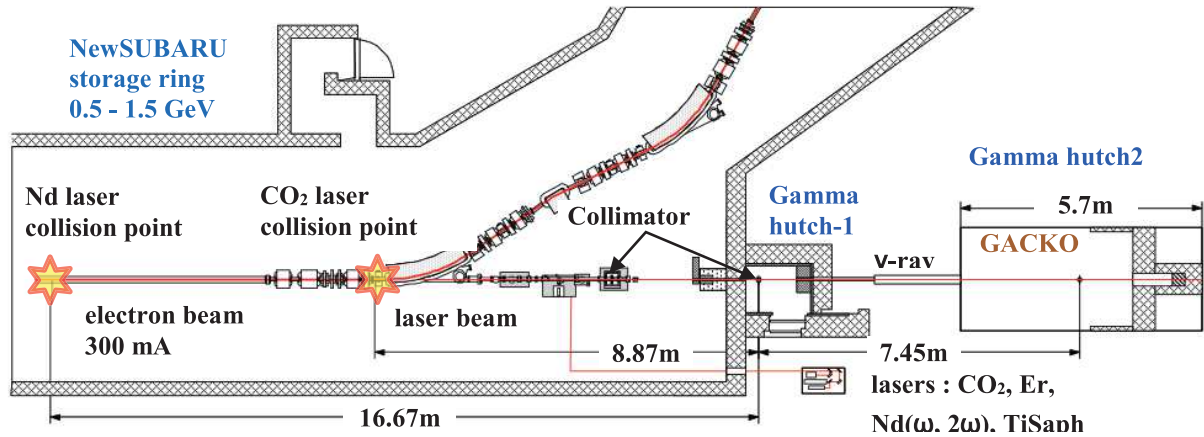 NewSUBARU
storage ring
0.5 - 1.5 GeV
Nd laser
collision point
CO₂ laser
collision point
Collimator
Gamma
hutch-1
Gamma hutch2
5.7m
GACKO
γ-ray
electron beam
300 mA
laser beam
8.87m
7.45m
16.67m
lasers : CO₂, Er,
Nd(ω, 2ω), TiSaph